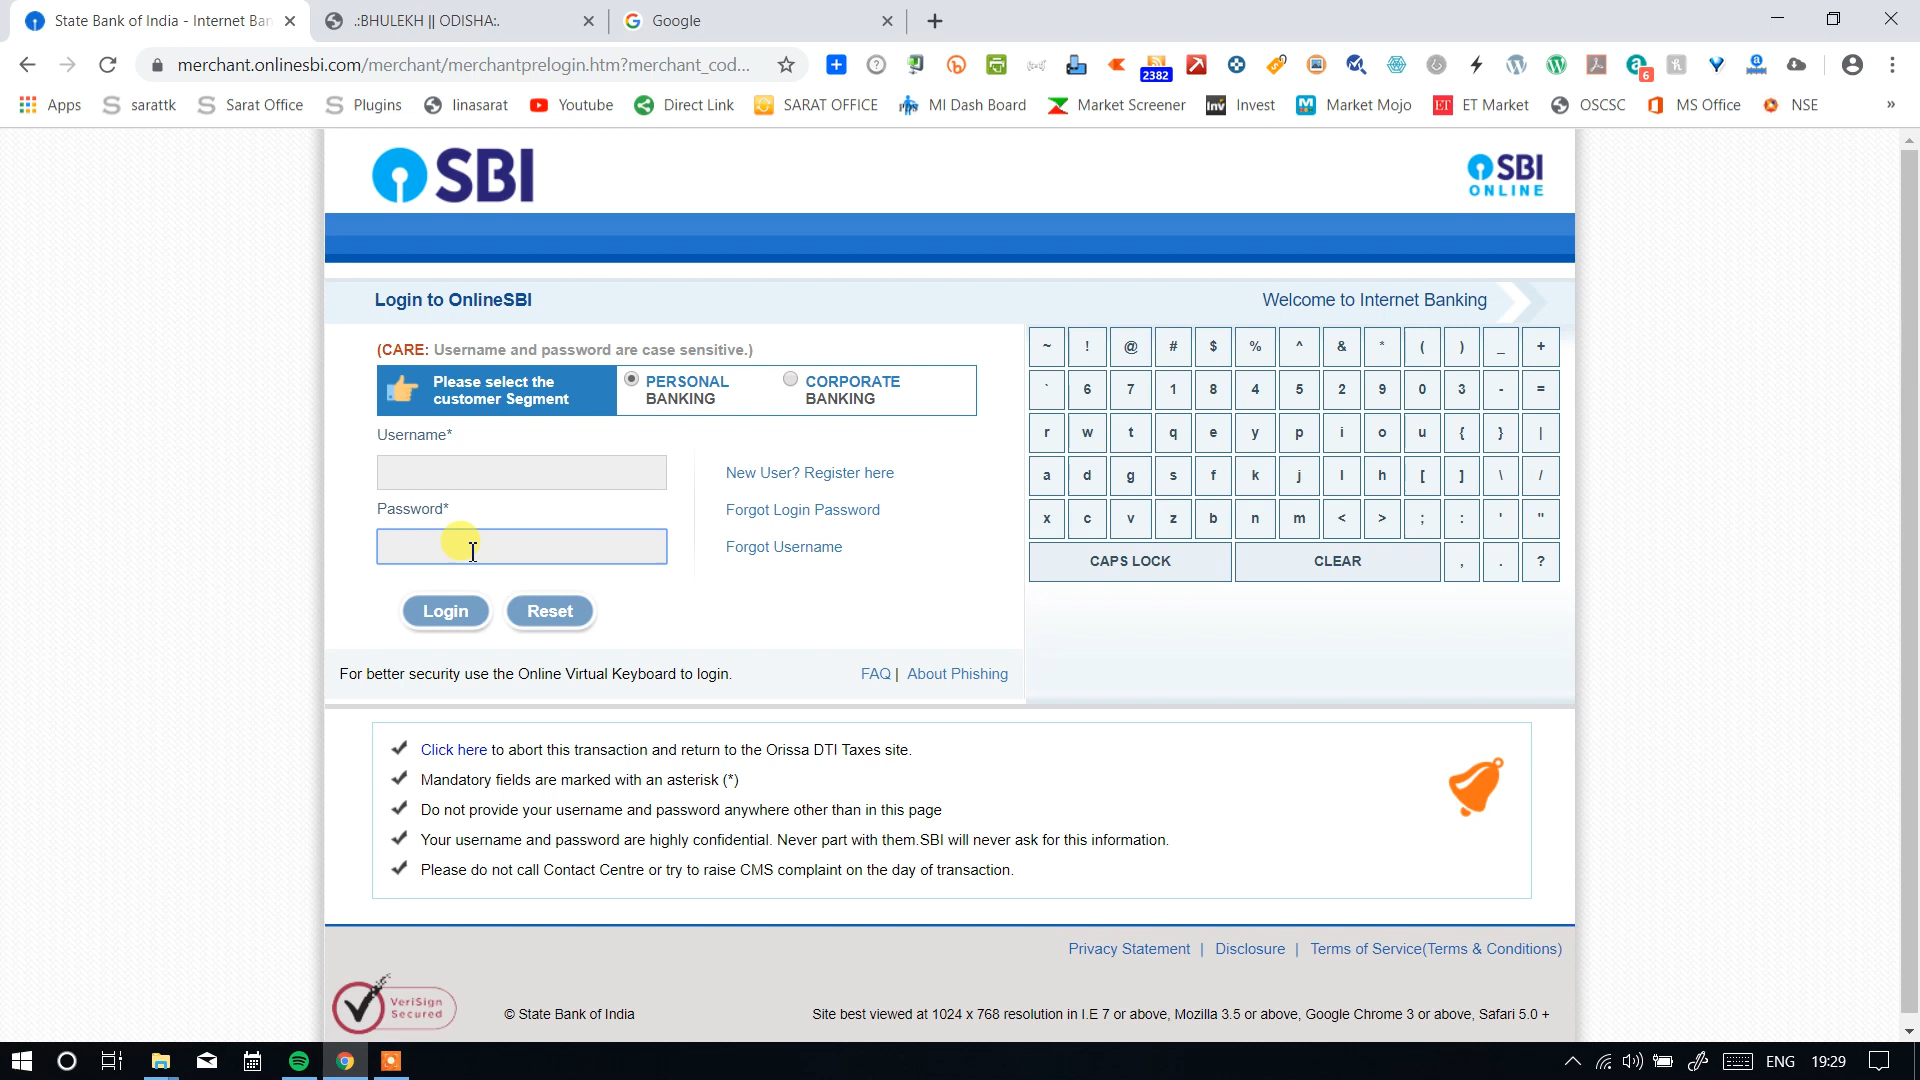 State Bank of India - Internet Ban
.:BHULEKH || ODISHA:.
Google
merchant.onlinesbi.com/merchant/merchantprelogin.htm?merchant_cod...
2382
6
Apps
sarattk
Sarat Office
Plugins
linasarat
Youtube
Direct Link
SARAT OFFICE
MI Dash Board
Market Screener
Invest
Market Mojo
ET Market
OSCSC
MS Office
NSE
»
SBI
SBI
ONLINE
Login to OnlineSBI
Welcome to Internet Banking
(CARE: Username and password are case sensitive.)
Please select the
customer Segment
PERSONAL
BANKING
CORPORATE
BANKING
Username*
Password*
New User? Register here
Forgot Login Password
Forgot Username
Login
Reset
~ ! @ # $ % ^ & * ( ) _ +
` 6 7 1 8 4 5 2 9 0 3 - =
r w t q e y p i o u { } |
a d g s f k j l h [ ] \ /
x c v z b n m < > ; : ' "
CAPS LOCK CLEAR , . ?
For better security use the Online Virtual Keyboard to login.
FAQ | About Phishing
Click here to abort this transaction and return to the Orissa DTI Taxes site.
Mandatory fields are marked with an asterisk (*)
Do not provide your username and password anywhere other than in this page
Your username and password are highly confidential. Never part with them.SBI will never ask for this information.
Please do not call Contact Centre or try to raise CMS complaint on the day of transaction.
Privacy Statement | Disclosure | Terms of Service(Terms & Conditions)
VeriSign
Secured
© State Bank of India
Site best viewed at 1024 x 768 resolution in I.E 7 or above, Mozilla 3.5 or above, Google Chrome 3 or above, Safari 5.0 +
ENG
19:29